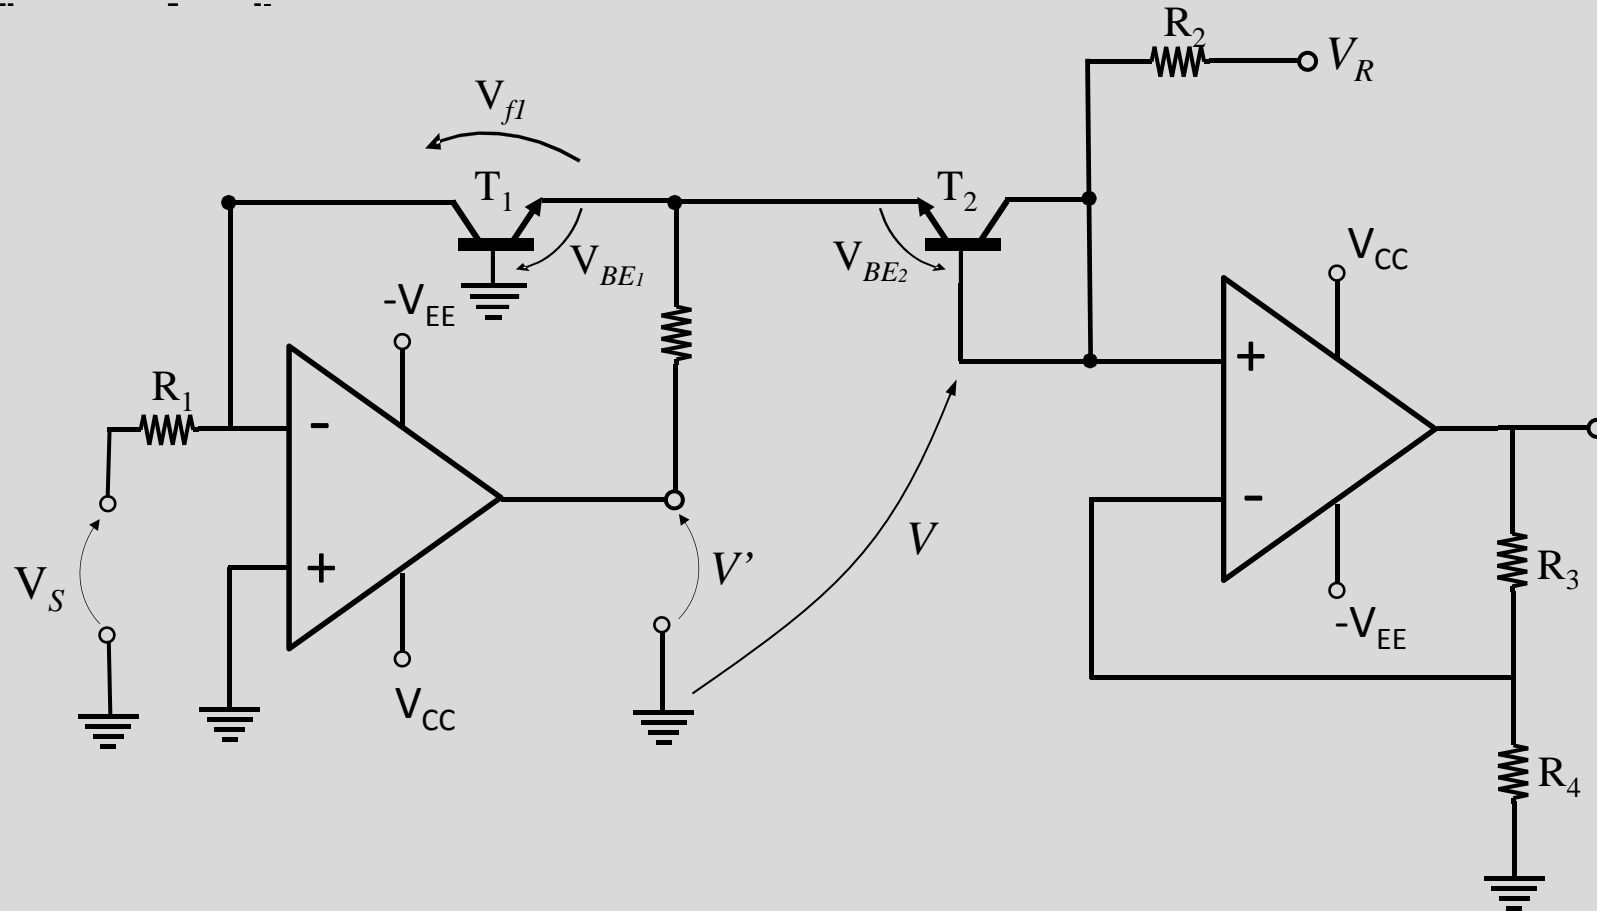 R2
VR
Vf1
T1
T2
VBE1
VBE2
VCC
-VEE
R1
-
+
+
-
VS
V'
V
R3
-VEE
VCC
R4